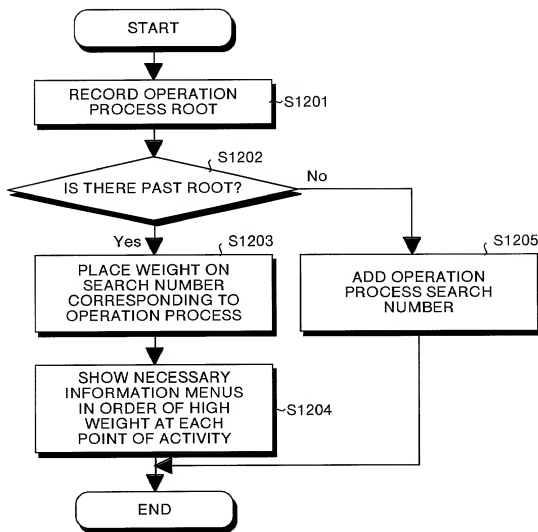 START
RECORD OPERATION
PROCESS ROOT
S1201
S1202
IS THERE PAST ROOT?
No
Yes
S1203
PLACE WEIGHT ON
SEARCH NUMBER
CORRESPONDING TO
OPERATION PROCESS
S1205
ADD OPERATION
PROCESS SEARCH
NUMBER
SHOW NECESSARY
INFORMATION MENUS
IN ORDER OF HIGH
WEIGHT AT EACH
POINT OF ACTIVITY
S1204
END